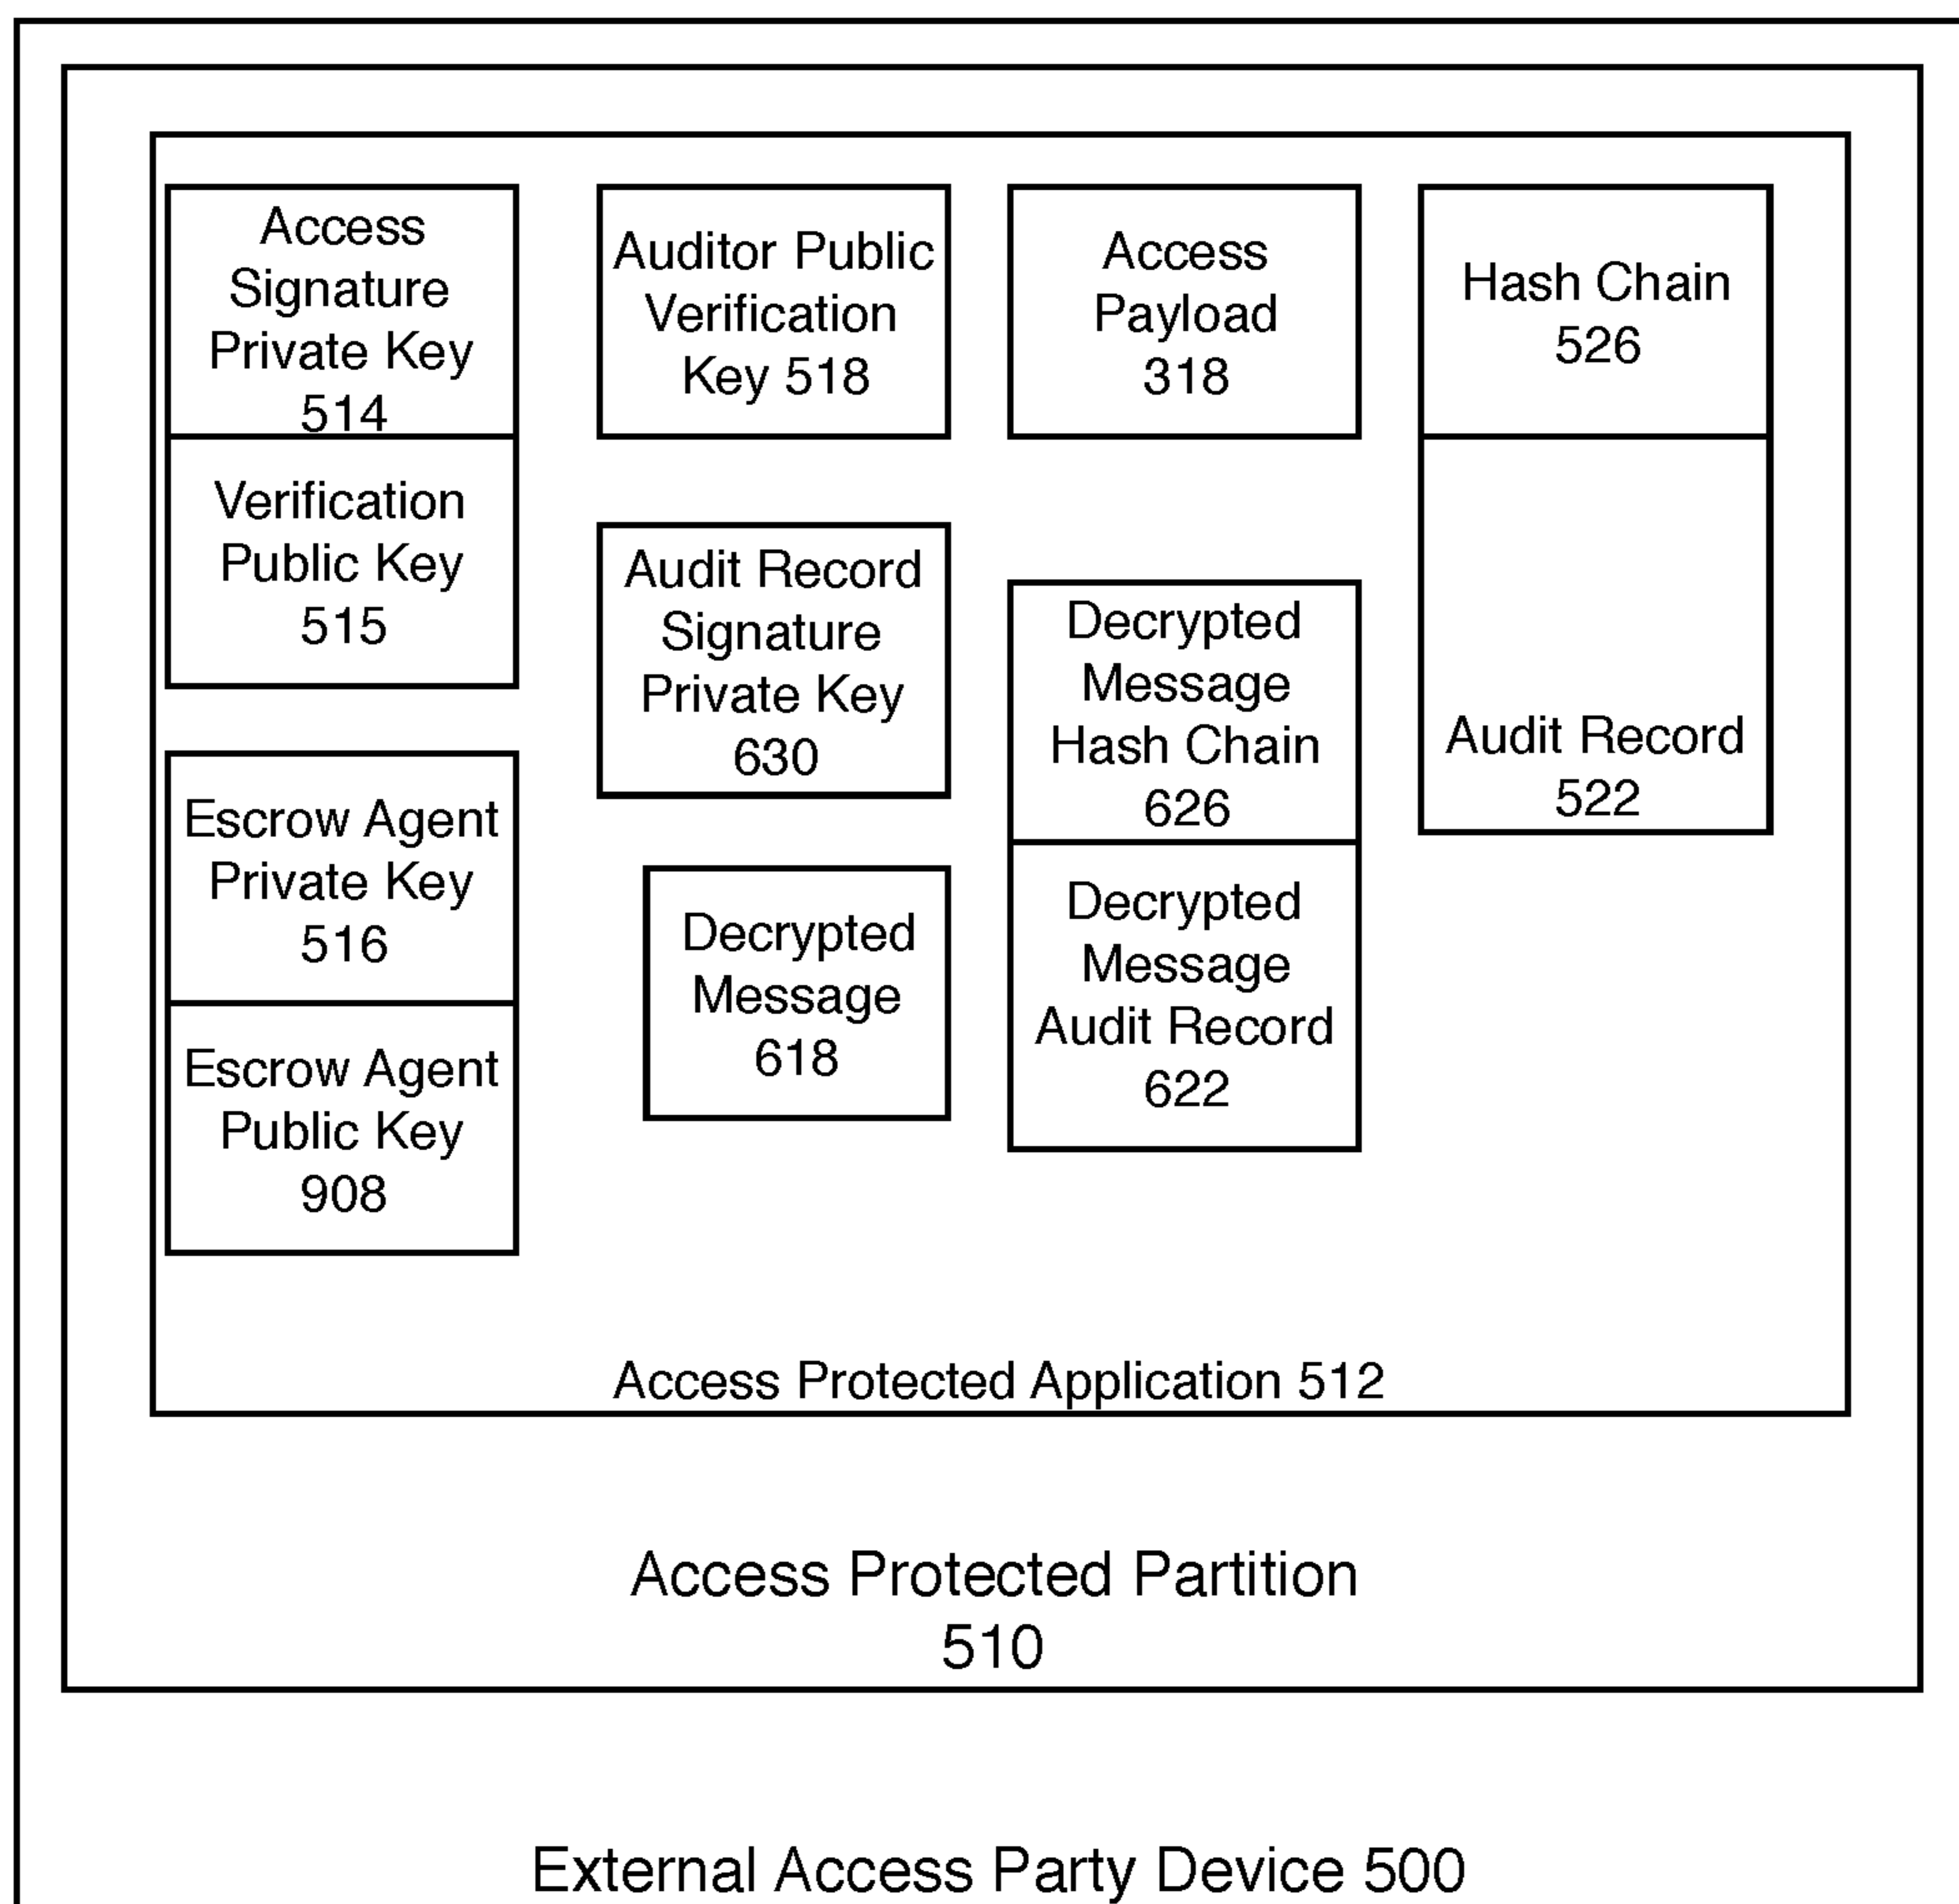 Access
Signature
Private Key
514
Verification
Public Key
515
Escrow Agent
Private Key
516
Escrow Agent
Public Key
908
Auditor Public
Verification
Key 518
Audit Record
Signature
Private Key
630
Decrypted
Message
618
Access
Payload
318
Decrypted
Message
Hash Chain
626
Decrypted
Message
Audit Record
622
Hash Chain
526
Audit Record
522
Access Protected Application 512
Access Protected Partition
510
External Access Party Device 500